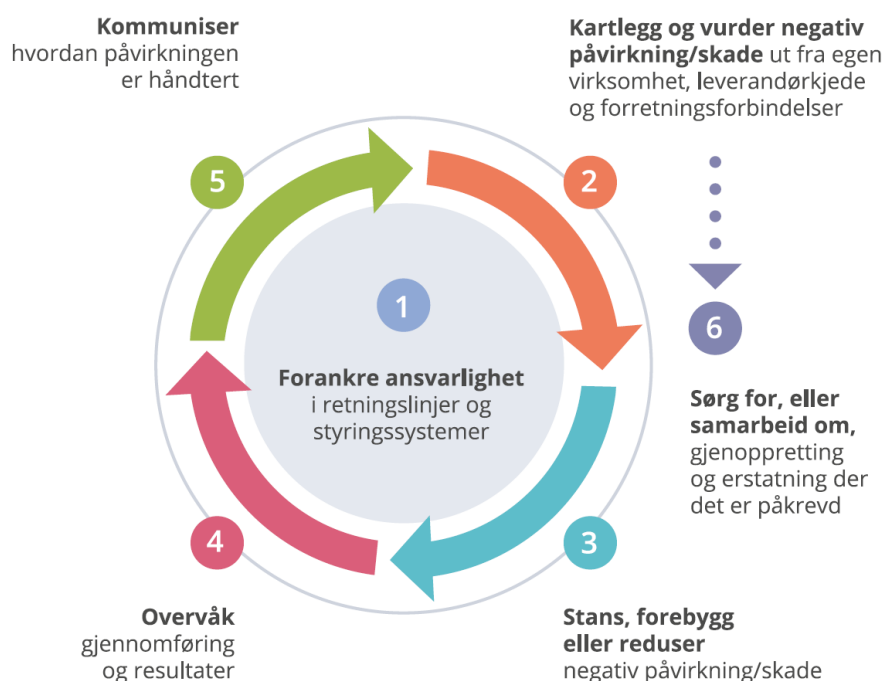 Kommuniser
hvordan påvirkningen
er håndtert
Kartlegg og vurder negativ
påvirkning/skade ut fra egen
virksomhet, leverandørkjede
og forretningsforbindelser
5
2
1
Forankre ansvarlighet
i retningslinjer og
styringssystemer
6
Sørg for, eller
samarbeid om,
gjenoppretting
og erstatning der
det er påkrevd
4
3
Overvåk
gjennomføring
og resultater
Stans, forebygg
eller reduser
negativ påvirkning/skade